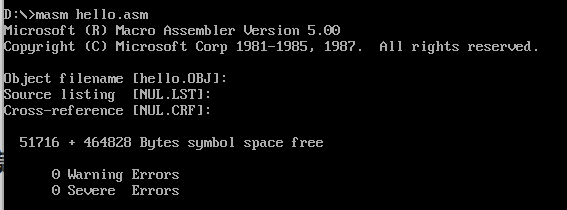 D:\>masm hello.asm
Microsoft (R) Macro Assembler Version 5.00
Copyright (C) Microsoft Corp 1981-1985, 1987.  All rights reserved.
Object filename [hello.OBJ]:
Source listing  [NUL.LST]:
Cross-reference [NUL.CRF]:
51716 + 464828 Bytes symbol space free
0 Warning Errors
0 Severe  Errors